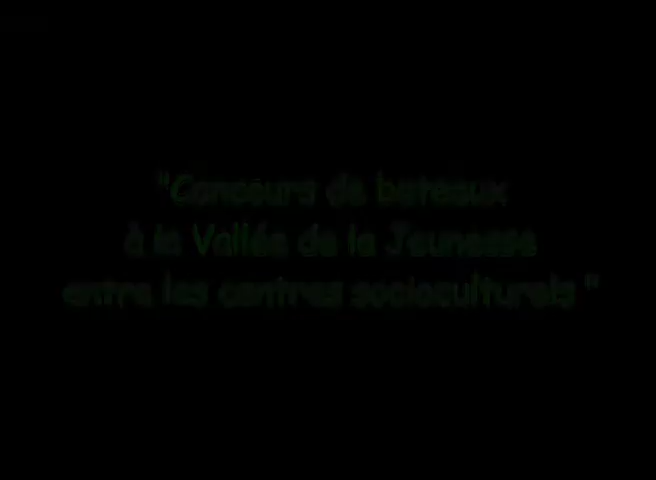 "Concours de bateaux
à la Vallée de la Jeunesse
entre les centres socioculturels "